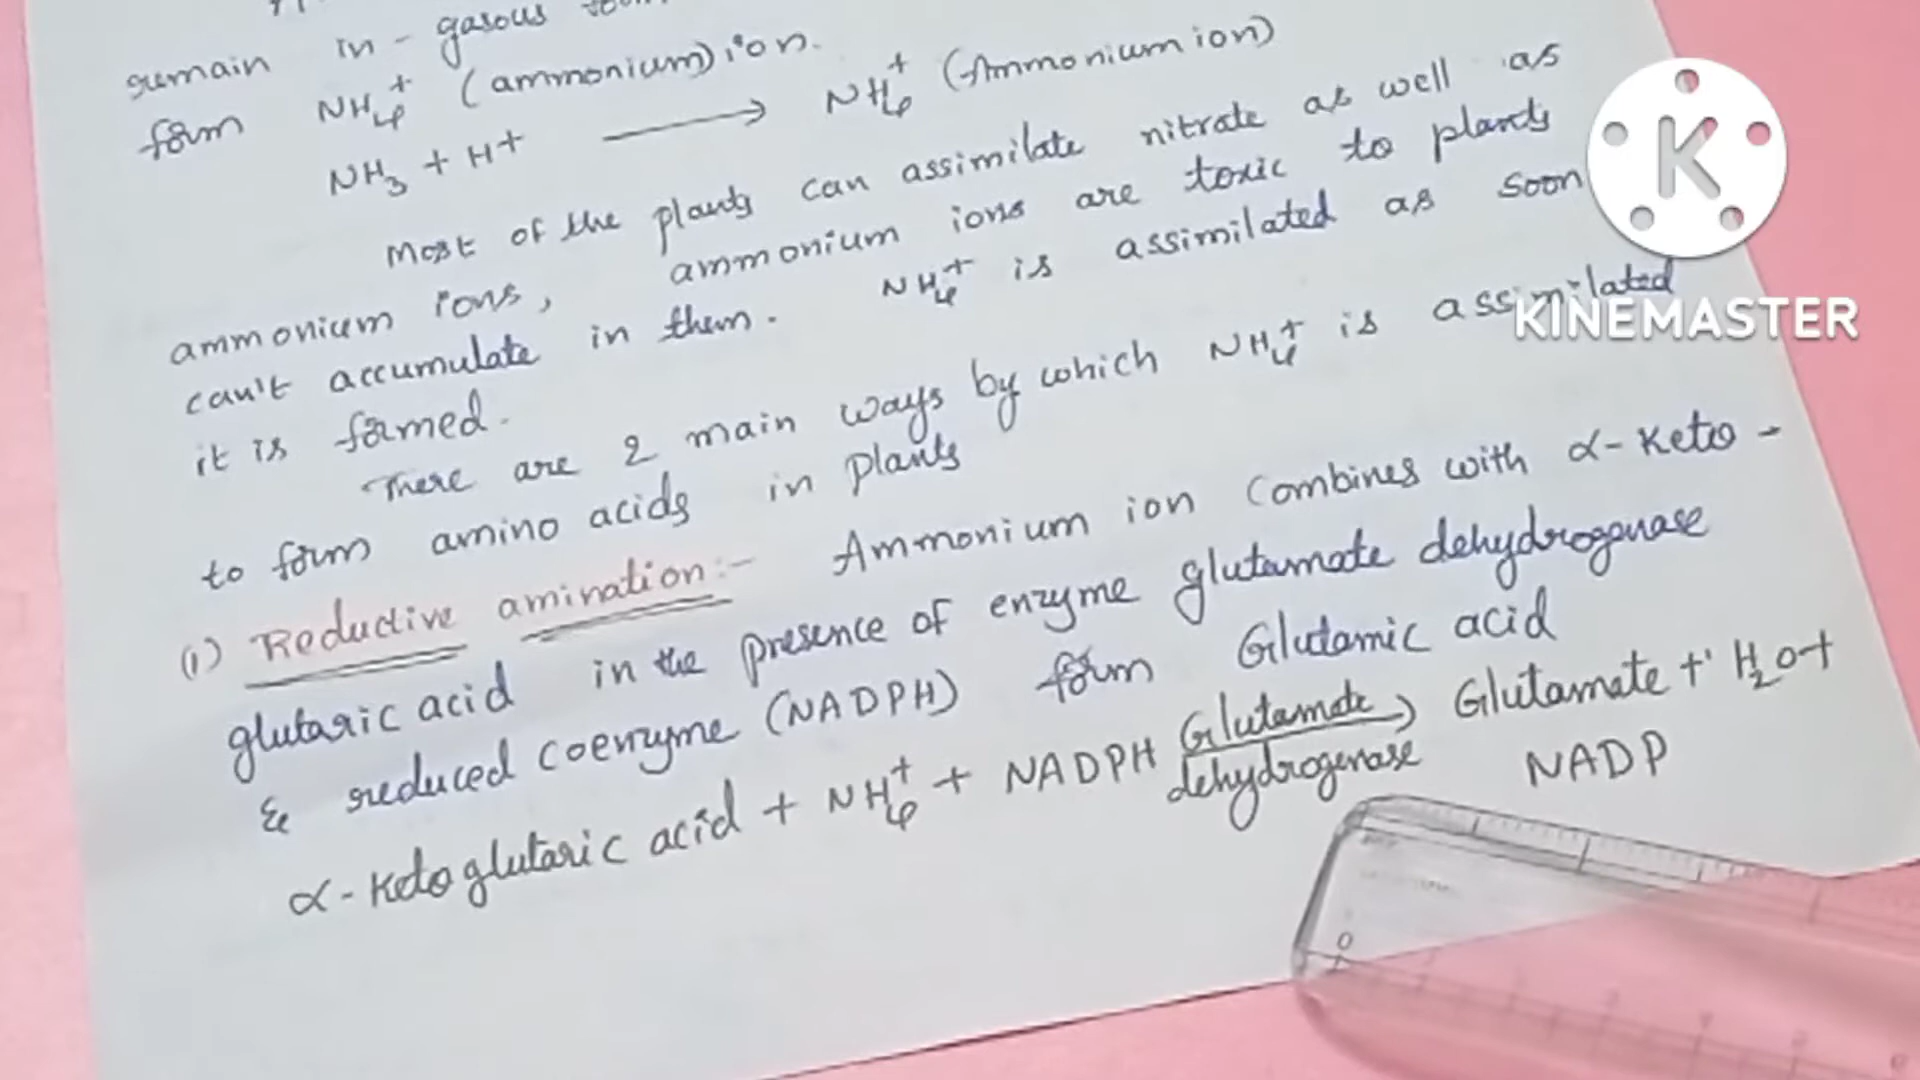 remain in - gasous
form NH4+ (ammonium) ion.
NH3 + H+ → NH4+ (Ammonium ion)
Most of the plants can assimilate nitrate as well as
ammonium ions, ammonium ions are toxic to plants
can't accumulate in them. NH4+ is assimilated as soon
it is formed.
There are 2 main ways by which NH4+ is assimilated
to form amino acids in plants
(1) Reductive amination:- Ammonium ion combines with α-Keto-
glutaric acid in the presence of enzyme glutamate dehydrogenase
& reduced coenzyme (NADPH) form Glutamic acid
α-Ketoglutaric acid + NH4+ + NADPH Glutamate dehydrogenase → Glutamate + H2O +
NADP
K
KINEMASTER
0